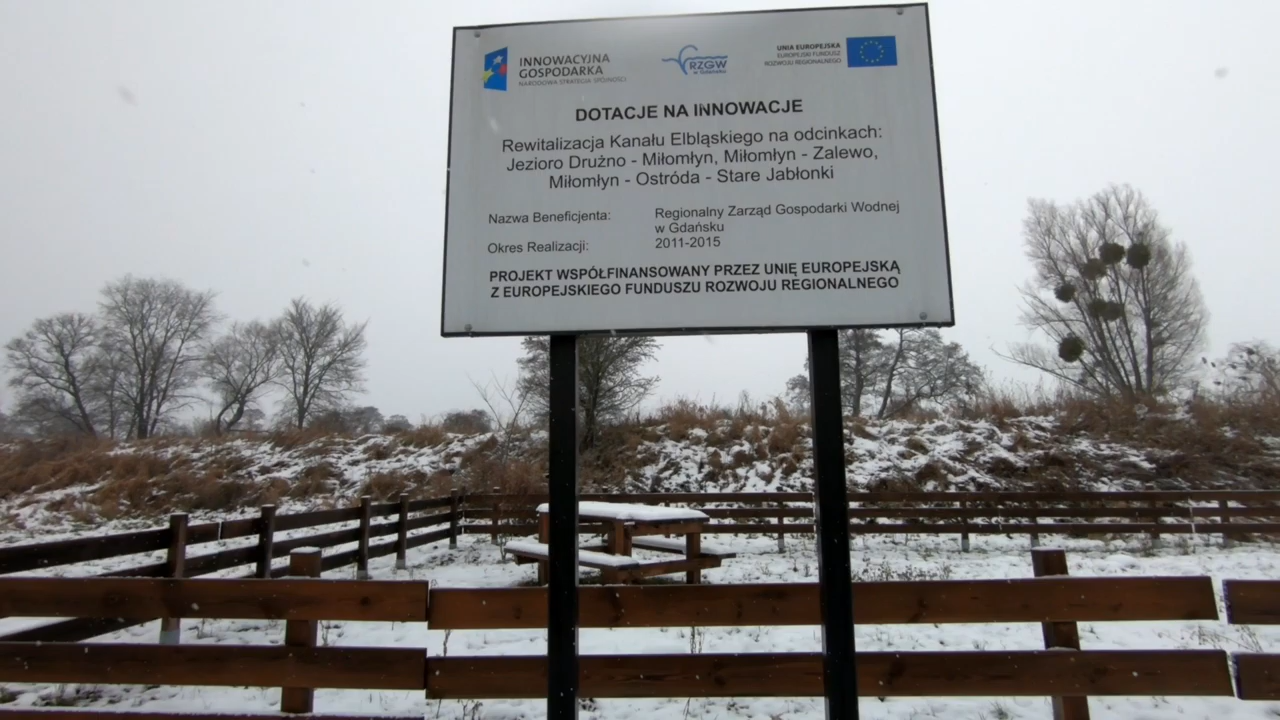 INNOWACYJNA
GOSPODARKA
NARODOWA STRATEGIA SPÓJNOŚCI
RZGW
w Gdańsku
UNIA EUROPEJSKA
EUROPEJSKI FUNDUSZ
ROZWOJU REGIONALNEGO
DOTACJE NA INNOWACJE
Rewitalizacja Kanału Elbląskiego na odcinkach:
Jezioro Drużno - Miłomłyn, Miłomłyn - Zalewo,
Miłomłyn - Ostróda - Stare Jabłonki
Nazwa Beneficjenta: Regionalny Zarząd Gospodarki Wodnej
w Gdańsku
Okres Realizacji: 2011-2015
PROJEKT WSPÓŁFINANSOWANY PRZEZ UNIĘ EUROPEJSKĄ
Z EUROPEJSKIEGO FUNDUSZU ROZWOJU REGIONALNEGO